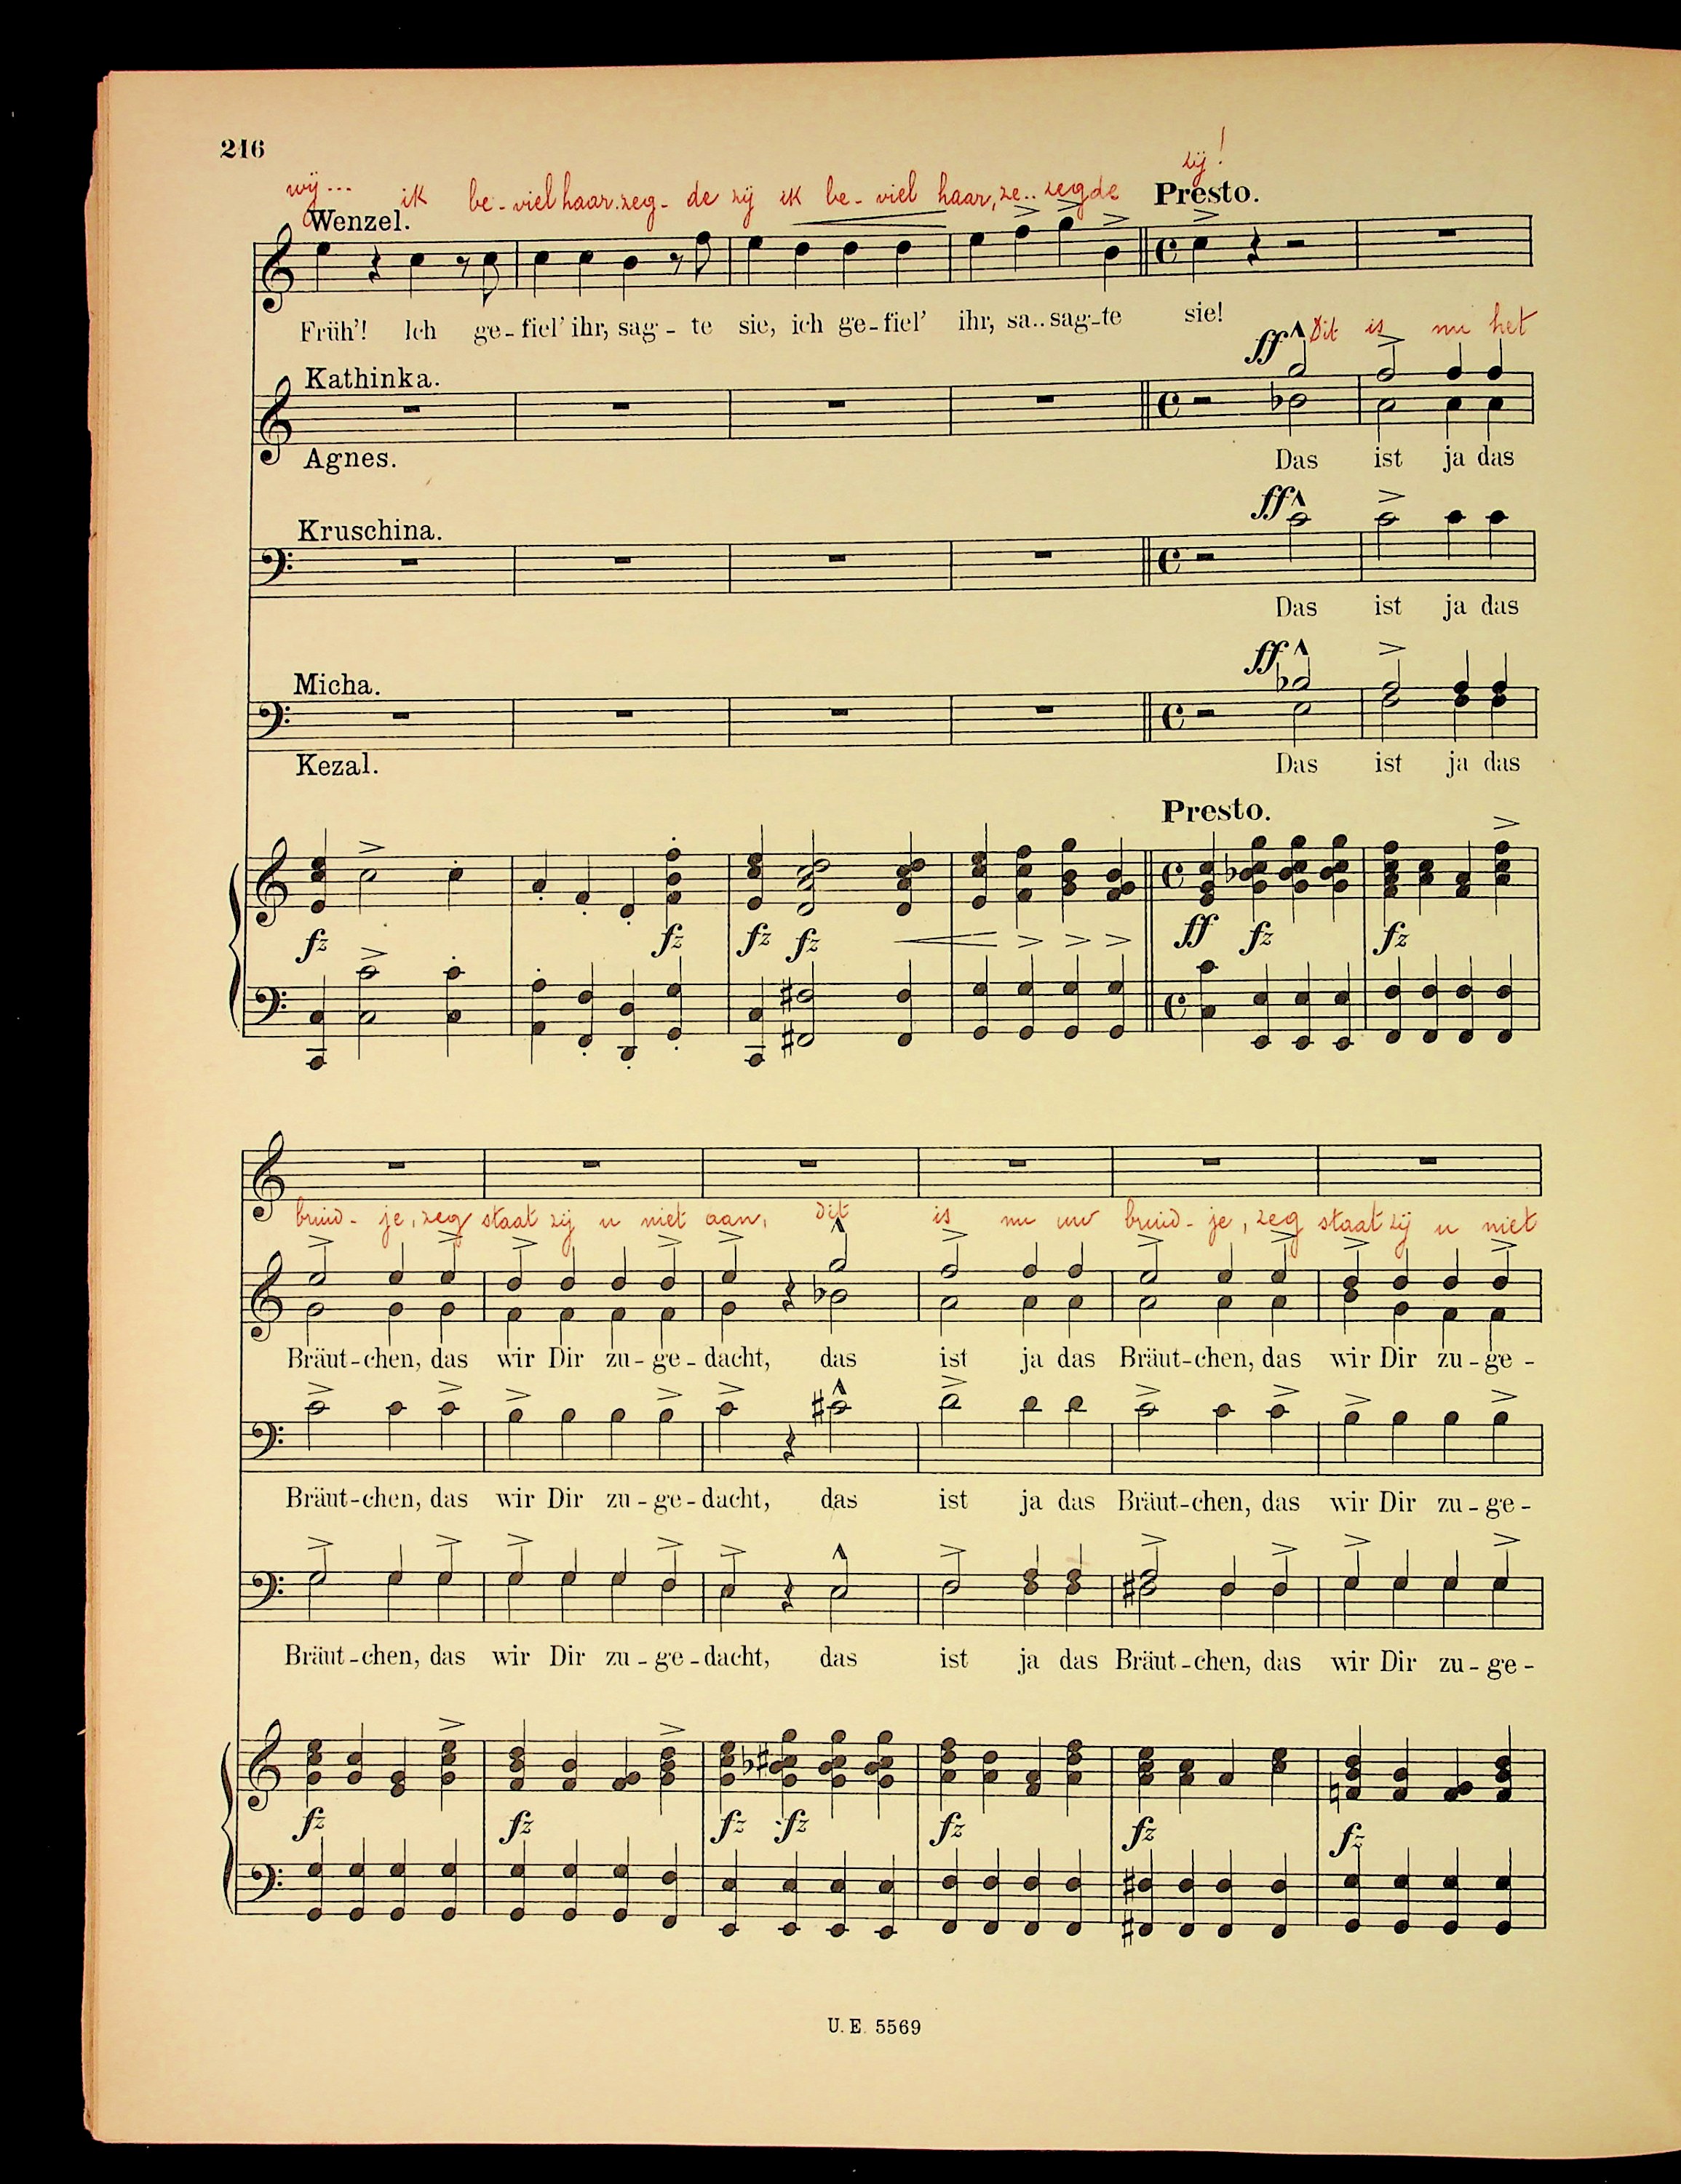 216
zij!
wij... ik be-viel haar. zeg-de zij ik be-viel haar, ze.. zegde Presto.
Wenzel.
Früh'! Ich ge-fiel' ihr, sag-te sie, ich ge-fiel' ihr, sa.. sag-te sie!
ff Dit is nu het
Kathinka.
Agnes. Das ist ja das
ff
Kruschina.
Das ist ja das
ff
Micha.
Kezal. Das ist ja das
Presto.
fz fz fz fz ff fz fz
bruid-je, zeg staat zij u niet aan, dit is nu uw bruid-je, zeg staat zij u niet
Bräut-chen, das wir Dir zu-ge-dacht, das ist ja das Bräut-chen, das wir Dir zu-ge-
Bräut-chen, das wir Dir zu-ge-dacht, das ist ja das Bräut-chen, das wir Dir zu-ge-
Bräut-chen, das wir Dir zu-ge-dacht, das ist ja das Bräut-chen, das wir Dir zu-ge-
fz fz fz fz fz fz fz
U.E. 5569